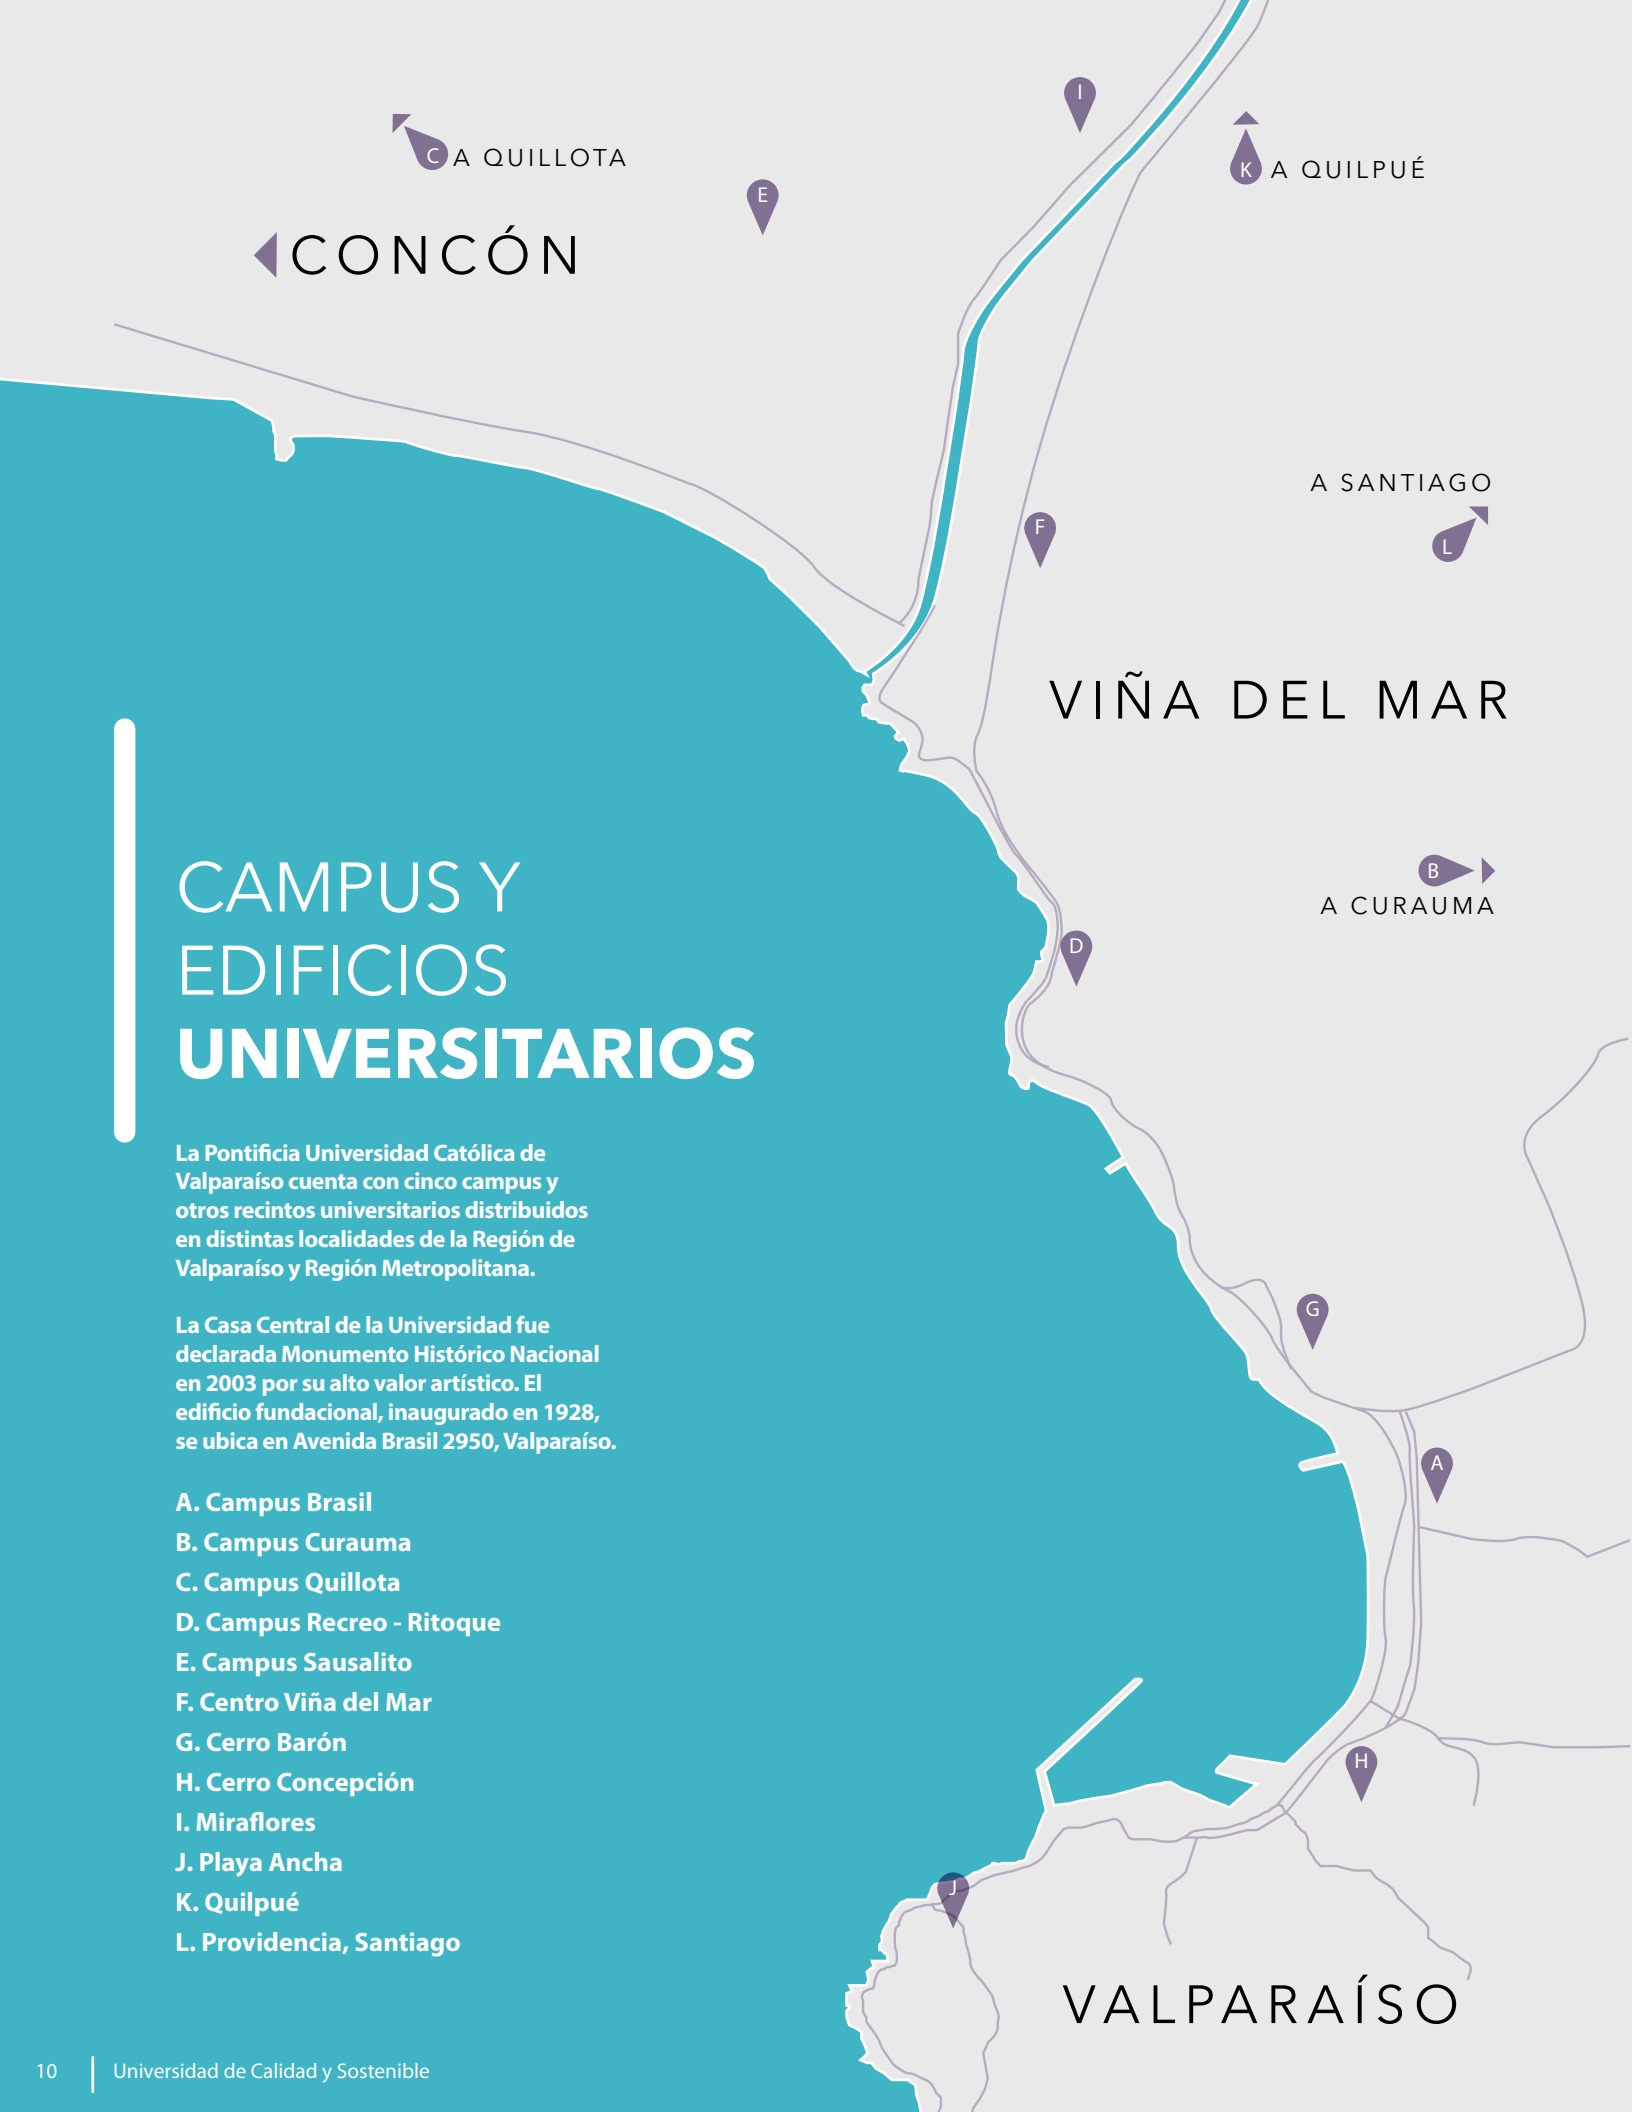 I
C A QUILLOTA
K A QUILPUÉ
E
CONCÓN
A SANTIAGO
F
L
VIÑA DEL MAR
B
A CURAUMA
D
CAMPUS Y
EDIFICIOS
UNIVERSITARIOS
La Pontificia Universidad Católica de
Valparaíso cuenta con cinco campus y
otros recintos universitarios distribuidos
en distintas localidades de la Región de
Valparaíso y Región Metropolitana.
La Casa Central de la Universidad fue
declarada Monumento Histórico Nacional
en 2003 por su alto valor artístico. El
edificio fundacional, inaugurado en 1928,
se ubica en Avenida Brasil 2950, Valparaíso.
A. Campus Brasil
B. Campus Curauma
C. Campus Quillota
D. Campus Recreo - Ritoque
E. Campus Sausalito
F. Centro Viña del Mar
G. Cerro Barón
H. Cerro Concepción
I. Miraflores
J. Playa Ancha
K. Quilpué
L. Providencia, Santiago
G
A
H
J
VALPARAÍSO
10
Universidad de Calidad y Sostenible